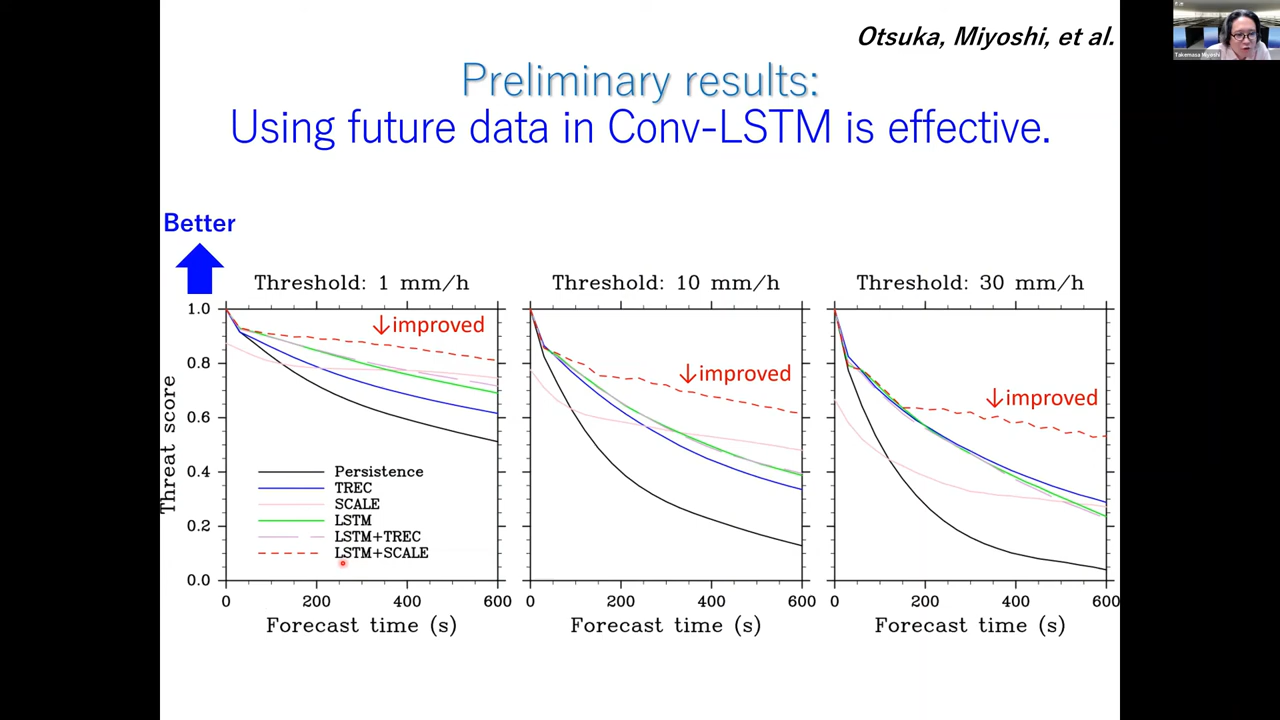 Otsuka, Miyoshi, et al.
Takemasa Miyoshi
Preliminary results:
Using future data in Conv-LSTM is effective.
Better
Threshold: 1 mm/h
Threshold: 10 mm/h
Threshold: 30 mm/h
↓improved
↓improved
↓improved
Threat score
1.0
0.8
0.6
0.4
0.2
0.0
Persistence
TREC
SCALE
LSTM
LSTM+TREC
LSTM+SCALE
0 200 400 600
0 200 400 600
0 200 400 600
Forecast time (s)
Forecast time (s)
Forecast time (s)